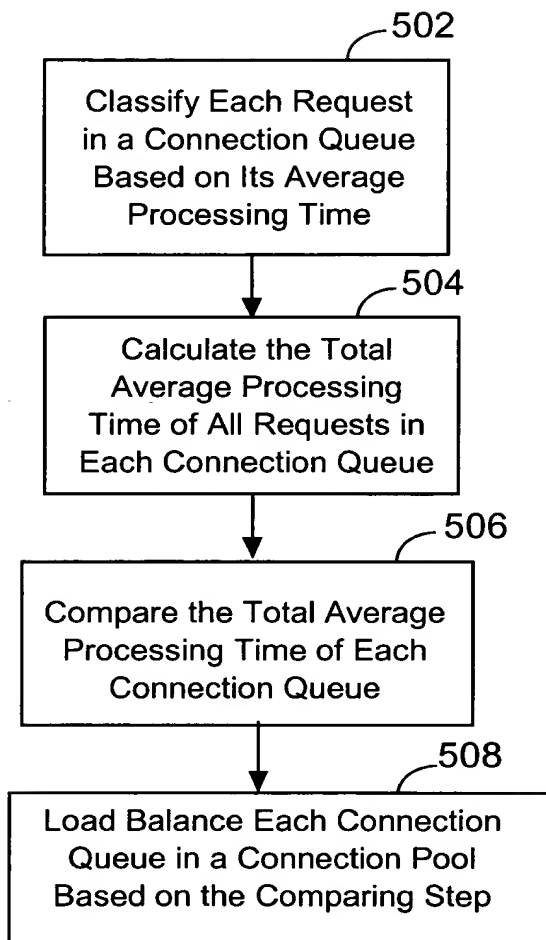 502
Classify Each Request
in a Connection Queue
Based on Its Average
Processing Time
504
Calculate the Total
Average Processing
Time of All Requests in
Each Connection Queue
506
Compare the Total Average
Processing Time of Each
Connection Queue
508
Load Balance Each Connection
Queue in a Connection Pool
Based on the Comparing Step